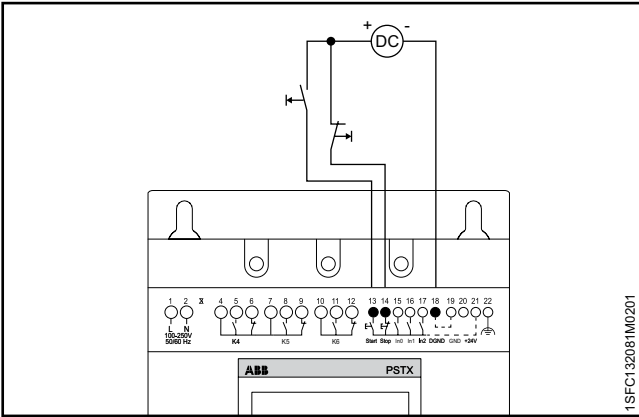 + DC -
1 2 4 5 6 7 8 9 10 11 12 13 14 15 16 17 18 19 20 21 22
L N
100-250V
50/60 Hz
K4 K5 K6 Start Stop In0 In1 In2 DGND GND +24V
ABB PSTX
1SFC132081M0201